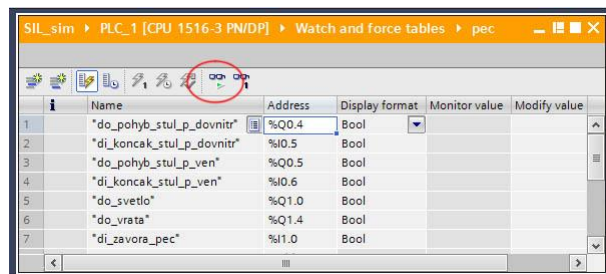 SIL_sim ▸ PLC_1 [CPU 1516-3 PN/DP] ▸ Watch and force tables ▸ pec
i Name Address Display format Monitor value Modify value
1 "do_pohyb_stul_p_dovnitr" %Q0.4 Bool
2 "di_koncak_stul_p_dovnitr" %I0.5 Bool
3 "do_pohyb_stul_p_ven" %Q0.5 Bool
4 "di_koncak_stul_p_ven" %I0.6 Bool
5 "do_svetlo" %Q1.0 Bool
6 "do_vrata" %Q1.4 Bool
7 "di_zavora_pec" %I1.0 Bool